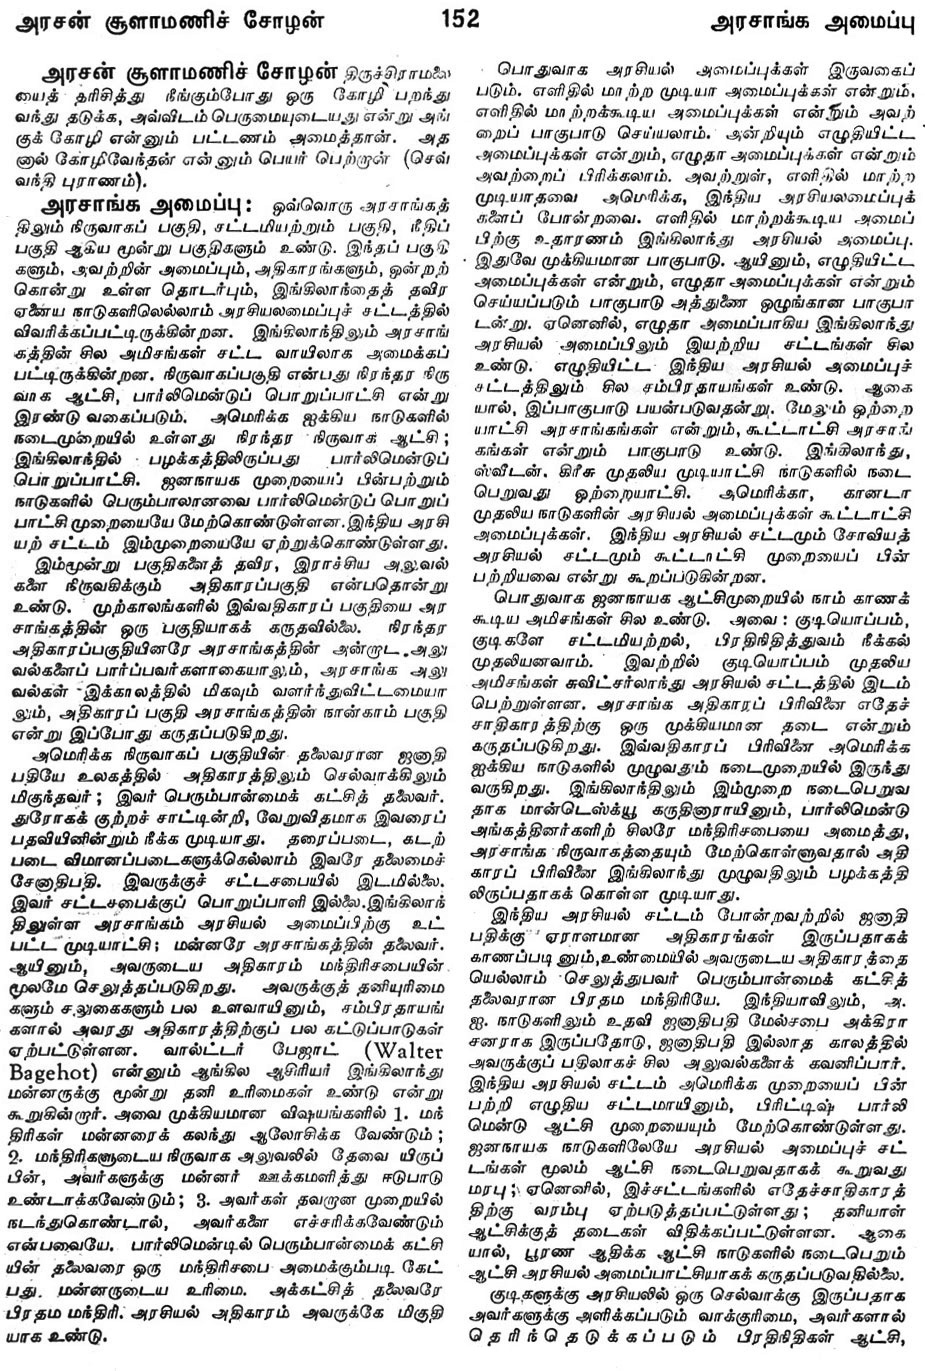 அரசன் சூளாமணிச் சோழன்
152
அரசாங்க அமைப்பு
அரசன் சூளாமணிச் சோழன் திருச்சிராமலை
யைத் தரிசித்து நீங்கும்போது ஒரு கோழி பறந்து
வந்து தடுக்க, அவ்விடம் பெருமையுடையது என்று அங்
குக் கோழி என்னும் பட்டணம் அமைத்தான். அத
னால் கோழிவேந்தன் என்னும் பெயர் பெற்றான் (செவ்
வந்தி புராணம்).
அரசாங்க அமைப்பு: ஒவ்வொரு அரசாங்கத்
திலும் நிருவாகப் பகுதி, சட்டமியற்றும் பகுதி, நீதிப்
பகுதி ஆகிய மூன்று பகுதிகளும் உண்டு. இந்தப் பகுதி
களும், அவற்றின் அமைப்பும், அதிகாரங்களும், ஒன்றற்
கொன்று உள்ள தொடர்பும், இங்கிலாந்தைத் தவிர
ஏனைய நாடுகளிலெல்லாம் அரசியலமைப்புச் சட்டத்தில்
விவரிக்கப்பட்டிருக்கின்றன. இங்கிலாந்திலும் அரசாங்
கத்தின் சில அமிசங்கள் சட்ட வாயிலாக அமைக்கப்
பட்டிருக்கின்றன. நிருவாகப்பகுதி என்பது நிரந்தர நிரு
வாக ஆட்சி, பார்லிமென்டுப் பொறுப்பாட்சி என்று
இரண்டு வகைப்படும். அமெரிக்க ஐக்கிய நாடுகளில்
நடைமுறையில் உள்ளது நிரந்தர நிருவாக ஆட்சி ;
இங்கிலாந்தில் பழக்கத்திலிருப்பது பார்லிமென்டுப்
பொறுப்பாட்சி. ஜனநாயக முறையைப் பின்பற்றும்
நாடுகளில் பெரும்பாலானவை பார்லிமென்டுப் பொறுப்
பாட்சி முறையையே மேற்கொண்டுள்ளன. இந்திய அரசி
யற் சட்டம் இம்முறையையே ஏற்றுக்கொண்டுள்ளது.
இம்மூன்று பகுதிகளைத் தவிர, இராச்சிய அலுவல்
களை நிருவகிக்கும் அதிகாரப்பகுதி என்பதொன்று
உண்டு. முற்காலங்களில் இவ்வதிகாரப் பகுதியை அர
சாங்கத்தின் ஒரு பகுதியாகக் கருதவில்லை. நிரந்தர
அதிகாரப்பகுதியினரே அரசாங்கத்தின் அன்றாட அலு
வல்களைப் பார்ப்பவர்களாகையாலும், அரசாங்க அலு
வல்கள் இக்காலத்தில் மிகவும் வளர்ந்துவிட்டமையா
லும், அதிகாரப் பகுதி அரசாங்கத்தின் நான்காம் பகுதி
என்று இப்போது கருதப்படுகிறது.
அமெரிக்க நிருவாகப் பகுதியின் தலைவரான ஜனாதி
பதியே உலகத்தில் அதிகாரத்திலும் செல்வாக்கிலும்
மிகுந்தவர் ; இவர் பெரும்பான்மைக் கட்சித் தலைவர்.
துரோகக் குற்றச் சாட்டின்றி, வேறுவிதமாக இவரைப்
பதவியினின்றும் நீக்க முடியாது. தரைப்படை, கடற்
படை விமானப்படைகளுக்கெல்லாம் இவரே தலைமைச்
சேனாதிபதி. இவருக்குச் சட்டசபையில் இடமில்லை.
இவர் சட்டசபைக்குப் பொறுப்பாளி இல்லை. இங்கிலாந்
திலுள்ள அரசாங்கம் அரசியல் அமைப்பிற்கு உட்
பட்ட முடியாட்சி ; மன்னரே அரசாங்கத்தின் தலைவர்.
ஆயினும், அவருடைய அதிகாரம் மந்திரிசபையின்
மூலமே செலுத்தப்படுகிறது. அவருக்குத் தனியுரிமை
களும் சலுகைகளும் பல உளவாயினும், சம்பிரதாயங்
களால் அவரது அதிகாரத்திற்குப் பல கட்டுப்பாடுகள்
ஏற்பட்டுள்ளன. வால்ட்டர் பேஜாட் (Walter
Bagehot) என்னும் ஆங்கில ஆசிரியர் இங்கிலாந்து
மன்னருக்கு மூன்று தனி உரிமைகள் உண்டு என்று
கூறுகின்றார். அவை முக்கியமான விஷயங்களில் 1. மந்
திரிகள் மன்னரைக் கலந்து ஆலோசிக்க வேண்டும் ;
2. மந்திரிகளுடைய நிருவாக அலுவலில் தேவை யிருப்
பின், அவர்களுக்கு மன்னர் ஊக்கமளித்து ஈடுபாடு
உண்டாக்கவேண்டும் ; 3. அவர்கள் தவறான முறையில்
நடந்துகொண்டால், அவர்களை எச்சரிக்கவேண்டும்
என்பவையே. பார்லிமென்டில் பெரும்பான்மைக் கட்சி
யின் தலைவரை ஒரு மந்திரிசபை அமைக்கும்படி கேட்
பது மன்னருடைய உரிமை. அக்கட்சித் தலைவரே
பிரதம மந்திரி. அரசியல் அதிகாரம் அவருக்கே மிகுதி
யாக உண்டு.
பொதுவாக அரசியல் அமைப்புக்கள் இருவகைப்
படும். எளிதில் மாற்ற முடியா அமைப்புக்கள் என்றும்,
எளிதில் மாற்றக்கூடிய அமைப்புக்கள் என்றும் அவற்
றைப் பாகுபாடு செய்யலாம். அன்றியும் எழுதியிட்ட
அமைப்புக்கள் என்றும், எழுதா அமைப்புக்கள் என்றும்
அவற்றைப் பிரிக்கலாம். அவற்றுள், எளிதில் மாற்ற
முடியாதவை அமெரிக்க, இந்திய அரசியலமைப்புக்
களைப் போன்றவை. எளிதில் மாற்றக்கூடிய அமைப்
பிற்கு உதாரணம் இங்கிலாந்து அரசியல் அமைப்பு.
இதுவே முக்கியமான பாகுபாடு. ஆயினும், எழுதியிட்ட
அமைப்புக்கள் என்றும், எழுதா அமைப்புக்கள் என்றும்
செய்யப்படும் பாகுபாடு அத்துணை ஒழுங்கான பாகுபா
டன்று. ஏனெனில், எழுதா அமைப்பாகிய இங்கிலாந்து
அரசியல் அமைப்பிலும் இயற்றிய சட்டங்கள் சில
உண்டு. எழுதியிட்ட இந்திய அரசியல் அமைப்புச்
சட்டத்திலும் சில சம்பிரதாயங்கள் உண்டு. ஆகை
யால், இப்பாகுபாடு பயன்படுவதன்று. மேலும் ஒற்றை
யாட்சி அரசாங்கங்கள் என்றும், கூட்டாட்சி அரசாங்
கங்கள் என்றும் பாகுபாடு உண்டு. இங்கிலாந்து,
ஸ்வீடன். கிரீசு முதலிய முடியாட்சி நாடுகளில் நடை
பெறுவது ஒற்றையாட்சி. அமெரிக்கா, கானடா
முதலிய நாடுகளின் அரசியல் அமைப்புக்கள் கூட்டாட்சி
அமைப்புக்கள். இந்திய அரசியல் சட்டமும் சோவியத்
அரசியல் சட்டமும் கூட்டாட்சி முறையைப் பின்
பற்றியவை என்று கூறப்படுகின்றன.
பொதுவாக ஜனநாயக ஆட்சிமுறையில் நாம் காணக்
கூடிய அமிசங்கள் சில உண்டு. அவை : குடியொப்பம்,
குடிகளே சட்டமியற்றல், பிரதிநிதித்துவம் நீக்கல்
முதலியனவாம். இவற்றில் குடியொப்பம் முதலிய
அமிசங்கள் சுவிட்சர்லாந்து அரசியல் சட்டத்தில் இடம்
பெற்றுள்ளன. அரசாங்க அதிகாரப் பிரிவினை எதேச்
சாதிகாரத்திற்கு ஒரு முக்கியமான தடை என்றும்
கருதப்படுகிறது. இவ்வதிகாரப் பிரிவினை அமெரிக்க
ஐக்கிய நாடுகளில் முழுவதும் நடைமுறையில் இருந்து
வருகிறது. இங்கிலாந்திலும் இம்முறை நடைபெறுவ
தாக மான்டெஸ்க்யூ கருதினாராயினும், பார்லிமென்டு
அங்கத்தினர்களிற் சிலரே மந்திரிசபையை அமைத்து,
அரசாங்க நிருவாகத்தையும் மேற்கொள்ளுவதால் அதி
காரப் பிரிவினை இங்கிலாந்து முழுவதிலும் பழக்கத்தி
லிருப்பதாகக் கொள்ள முடியாது.
இந்திய அரசியல் சட்டம் போன்றவற்றில் ஜனாதி
பதிக்கு ஏராளமான அதிகாரங்கள் இருப்பதாகக்
காணப்படினும், உண்மையில் அவருடைய அதிகாரத்தை
யெல்லாம் செலுத்துபவர் பெரும்பான்மைக் கட்சித்
தலைவரான பிரதம மந்திரியே. இந்தியாவிலும், அ.
ஐ. நாடுகளிலும் உதவி ஜனாதிபதி மேல்சபை அக்கிரா
சனராக இருப்பதோடு, ஜனாதிபதி இல்லாத காலத்தில்
அவருக்குப் பதிலாகச் சில அலுவல்களைக் கவனிப்பார்.
இந்திய அரசியல் சட்டம் அமெரிக்க முறையைப் பின்
பற்றி எழுதிய சட்டமாயினும், பிரிட்டிஷ் பார்லி
மென்டு ஆட்சி முறையையும் மேற்கொண்டுள்ளது.
ஜனநாயக நாடுகளிலேயே அரசியல் அமைப்புச் சட்
டங்கள் மூலம் ஆட்சி நடைபெறுவதாகக் கூறுவது
மரபு ; ஏனெனில், இச்சட்டங்களில் எதேச்சாதிகாரத்
திற்கு வரம்பு ஏற்படுத்தப்பட்டுள்ளது ; தனியாள்
ஆட்சிக்குத் தடைகள் விதிக்கப்பட்டுள்ளன. ஆகை
யால், பூரண ஆதிக்க ஆட்சி நாடுகளில் நடைபெறும்
ஆட்சி அரசியல் அமைப்பாட்சியாகக் கருதப்படுவதில்லை.
குடிகளுக்கு அரசியலில் ஒரு செல்வாக்கு இருப்பதாக
அவர்களுக்கு அளிக்கப்படும் வாக்குரிமை, அவர்களால்
தெரிந்தெடுக்கப்படும் பிரதிநிதிகள் ஆட்சி,